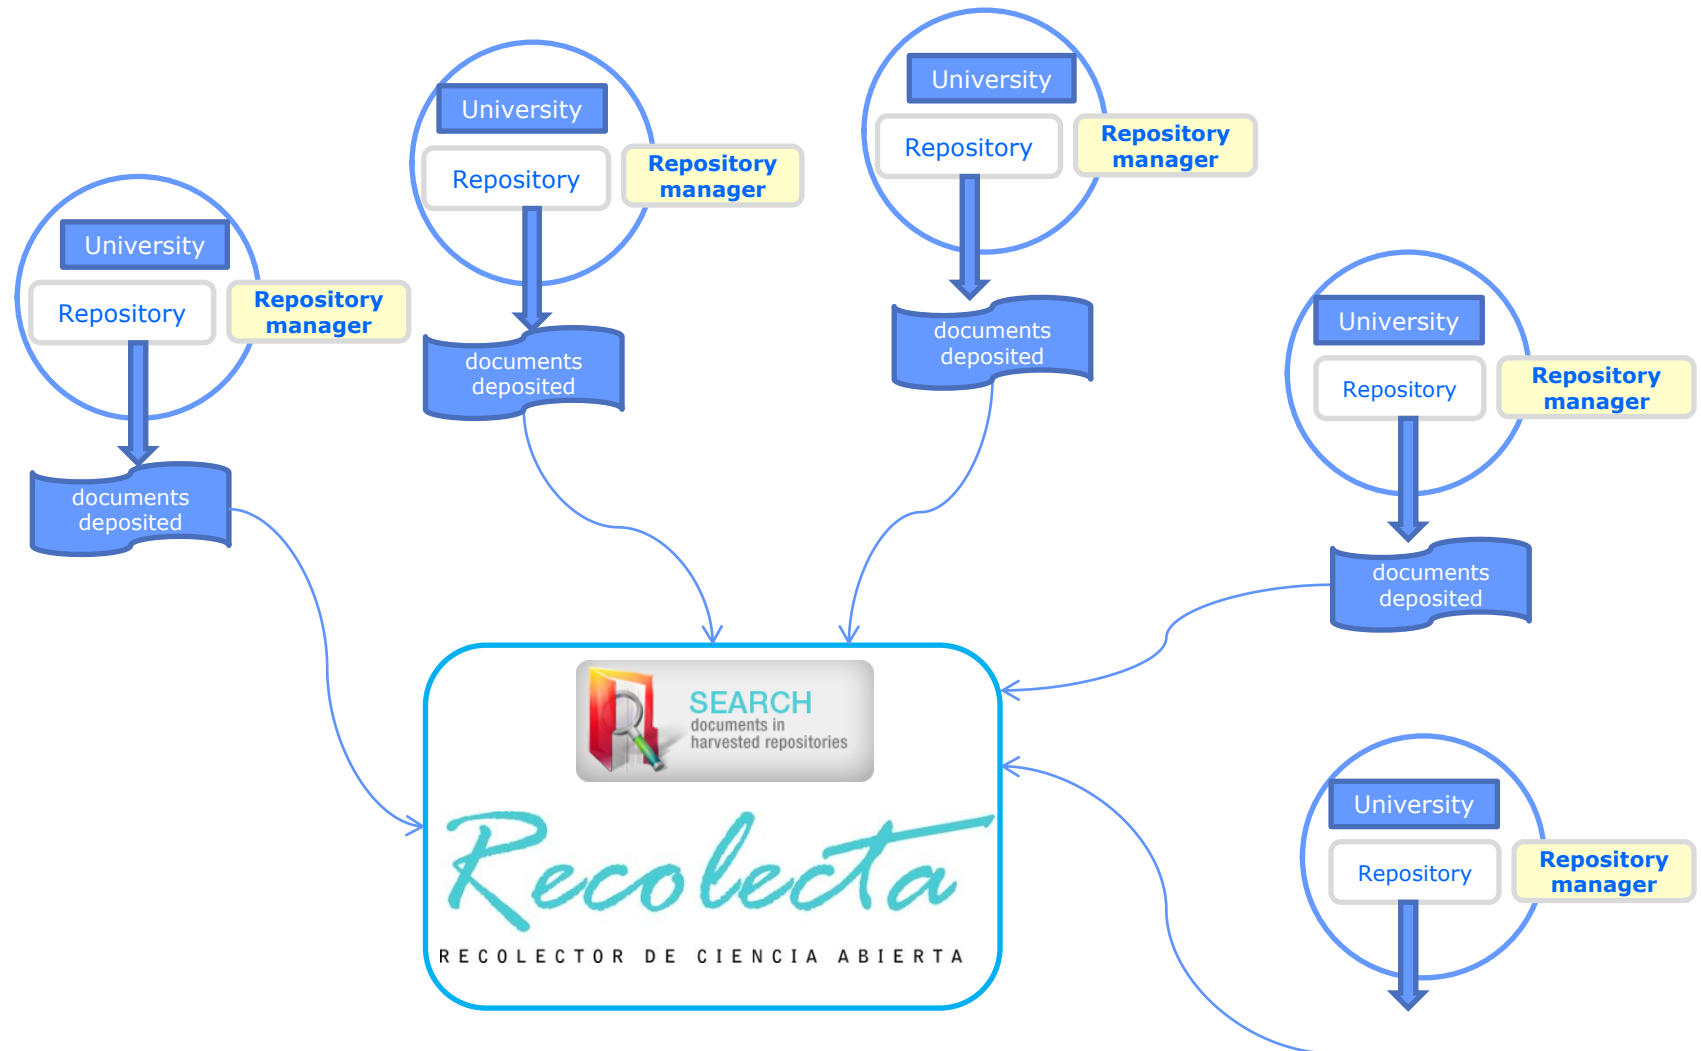 University
Repository
Repository
manager
documents
deposited
University
Repository
Repository
manager
documents
deposited
University
Repository
Repository
manager
documents
deposited
University
Repository
Repository
manager
documents
deposited
University
Repository
Repository
manager
SEARCH
documents in
harvested repositories
Recolecta
RECOLECTOR DE CIENCIA ABIERTA